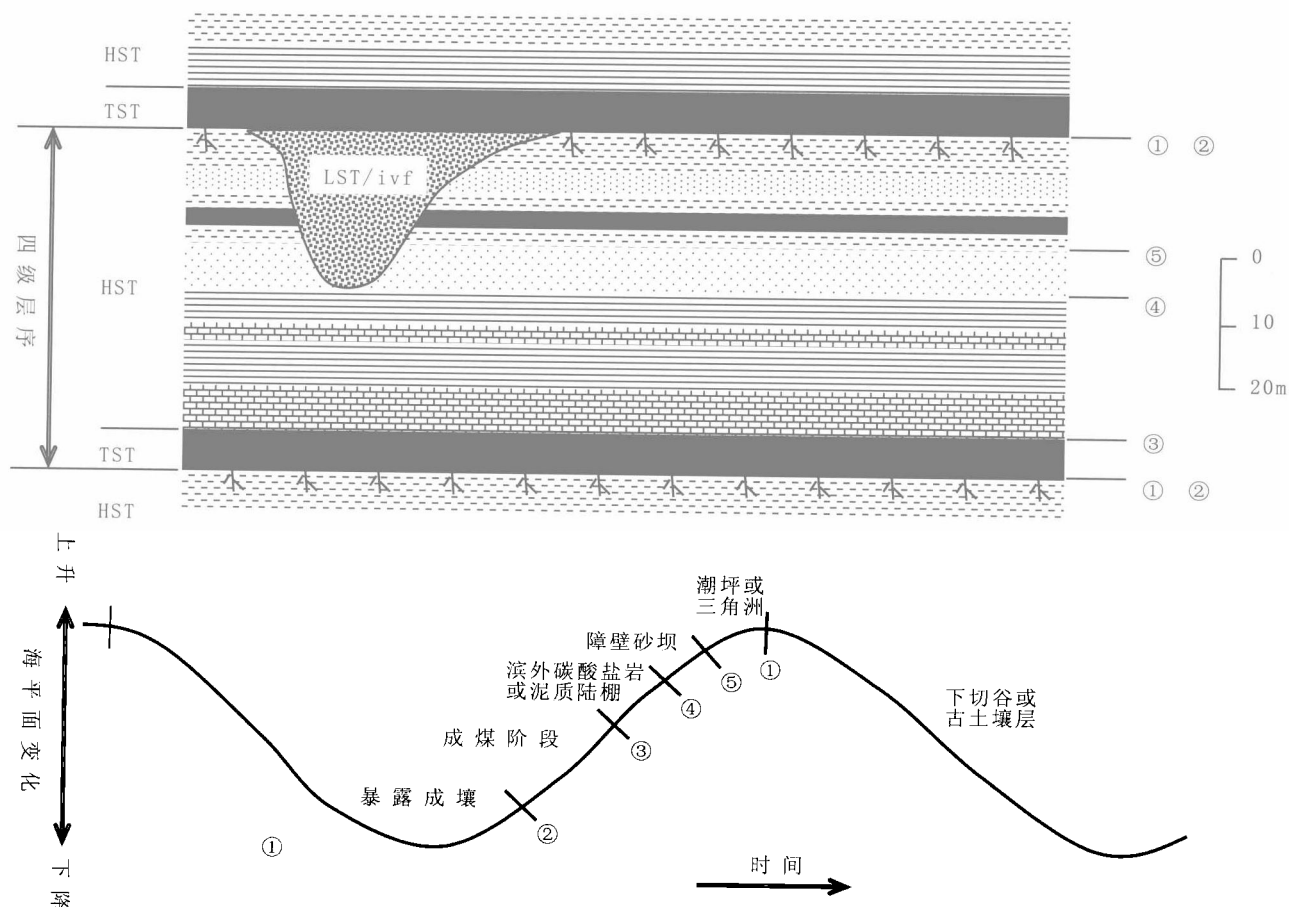 HST
TST
① ②
LST/ivf
四级层序
HST
⑤
0
④
10
20m
③
TST
① ②
HST
上升
海平面变化
下降
潮坪或
三角洲
障壁砂坝
①
滨外碳酸盐岩
或泥质陆棚
⑤
④
下切谷或
古土壤层
成煤阶段
③
暴露成壤
②
①
时间